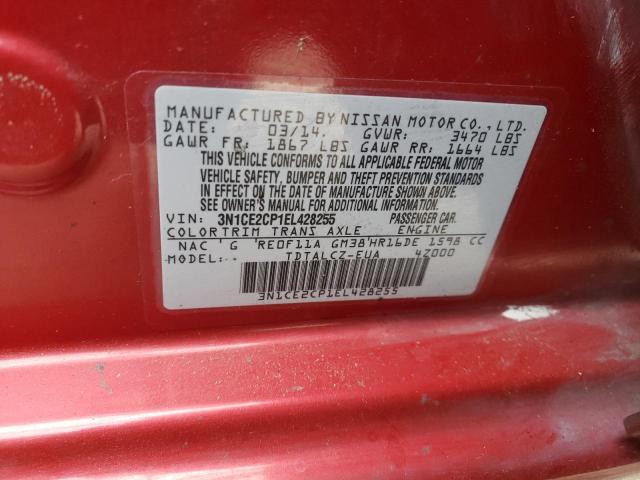 MANUFACTURED BY NISSAN MOTOR CO., LTD.
DATE: 03/14. GVWR: 3470 LBS
GAWR FR: 1867 LBS GAWR RR: 1664 LBS
THIS VEHICLE CONFORMS TO ALL APPLICABLE FEDERAL MOTOR
VEHICLE SAFETY, BUMPER AND THEFT PREVENTION STANDARDS
IN EFFECT ON THE DATE OF MANUFACTURE SHOWN ABOVE.
SEE OWNER'S MANUAL FOR ADDITIONAL INFORMATION
VIN: 3N1CE2CP1EL428255 PASSENGER CAR.
COLOR TRIM TRANS AXLE ENGINE
NAC G RE0F11A GM38 HR16DE 1598 CC
MODEL: TDTALCZ-EUA 4Z000
3N1CE2CP1EL428255